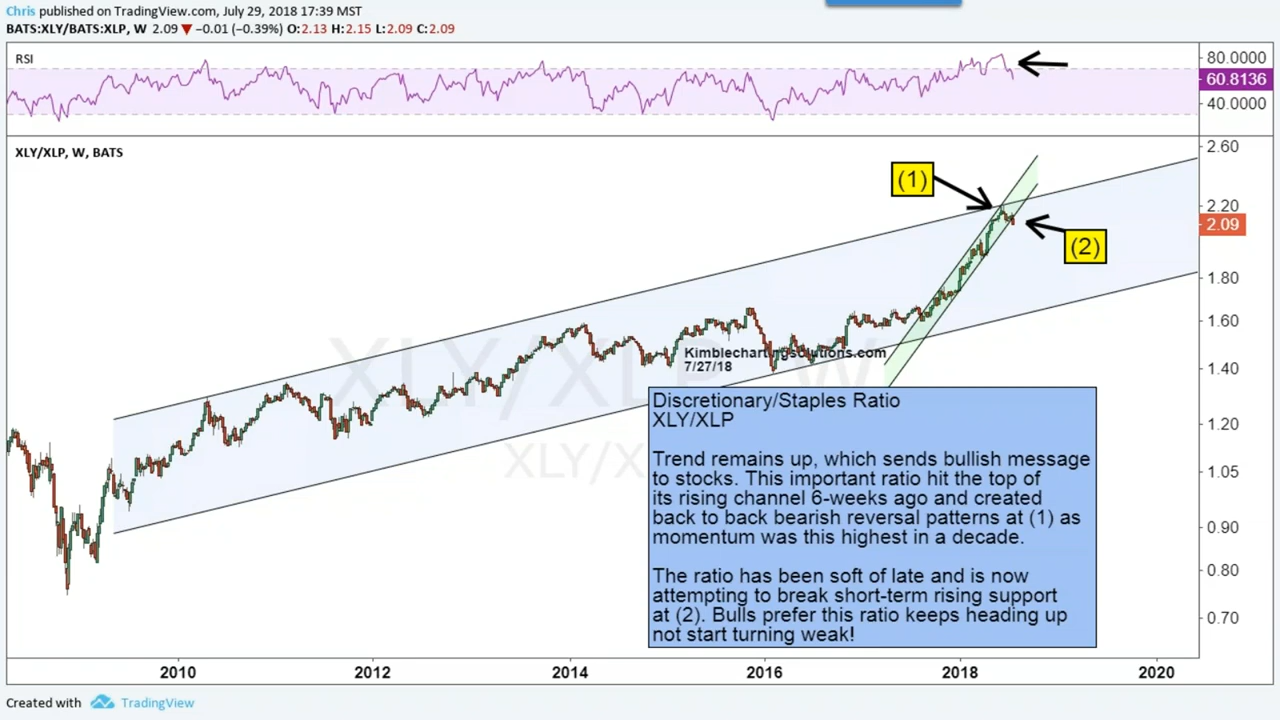 Chris published on TradingView.com, July 29, 2018 17:39 MST
BATS:XLY/BATS:XLP, W 2.09 ▼ −0.01 (−0.39%) O:2.13 H:2.15 L:2.09 C:2.09
RSI
80.0000
60.8136
40.0000
XLY/XLP, W, BATS
2.60
(1)
2.20
2.09
(2)
1.80
1.60
XLY/XLP, W
Kimblechartingsolutions.com
7/27/18
1.40
1.20
XLY/X
1.05
0.90
0.80
0.70
Discretionary/Staples Ratio
XLY/XLP
Trend remains up, which sends bullish message
to stocks. This important ratio hit the top of
its rising channel 6-weeks ago and created
back to back bearish reversal patterns at (1) as
momentum was this highest in a decade.
The ratio has been soft of late and is now
attempting to break short-term rising support
at (2). Bulls prefer this ratio keeps heading up
not start turning weak!
2010
2012
2014
2016
2018
2020
Created with TradingView